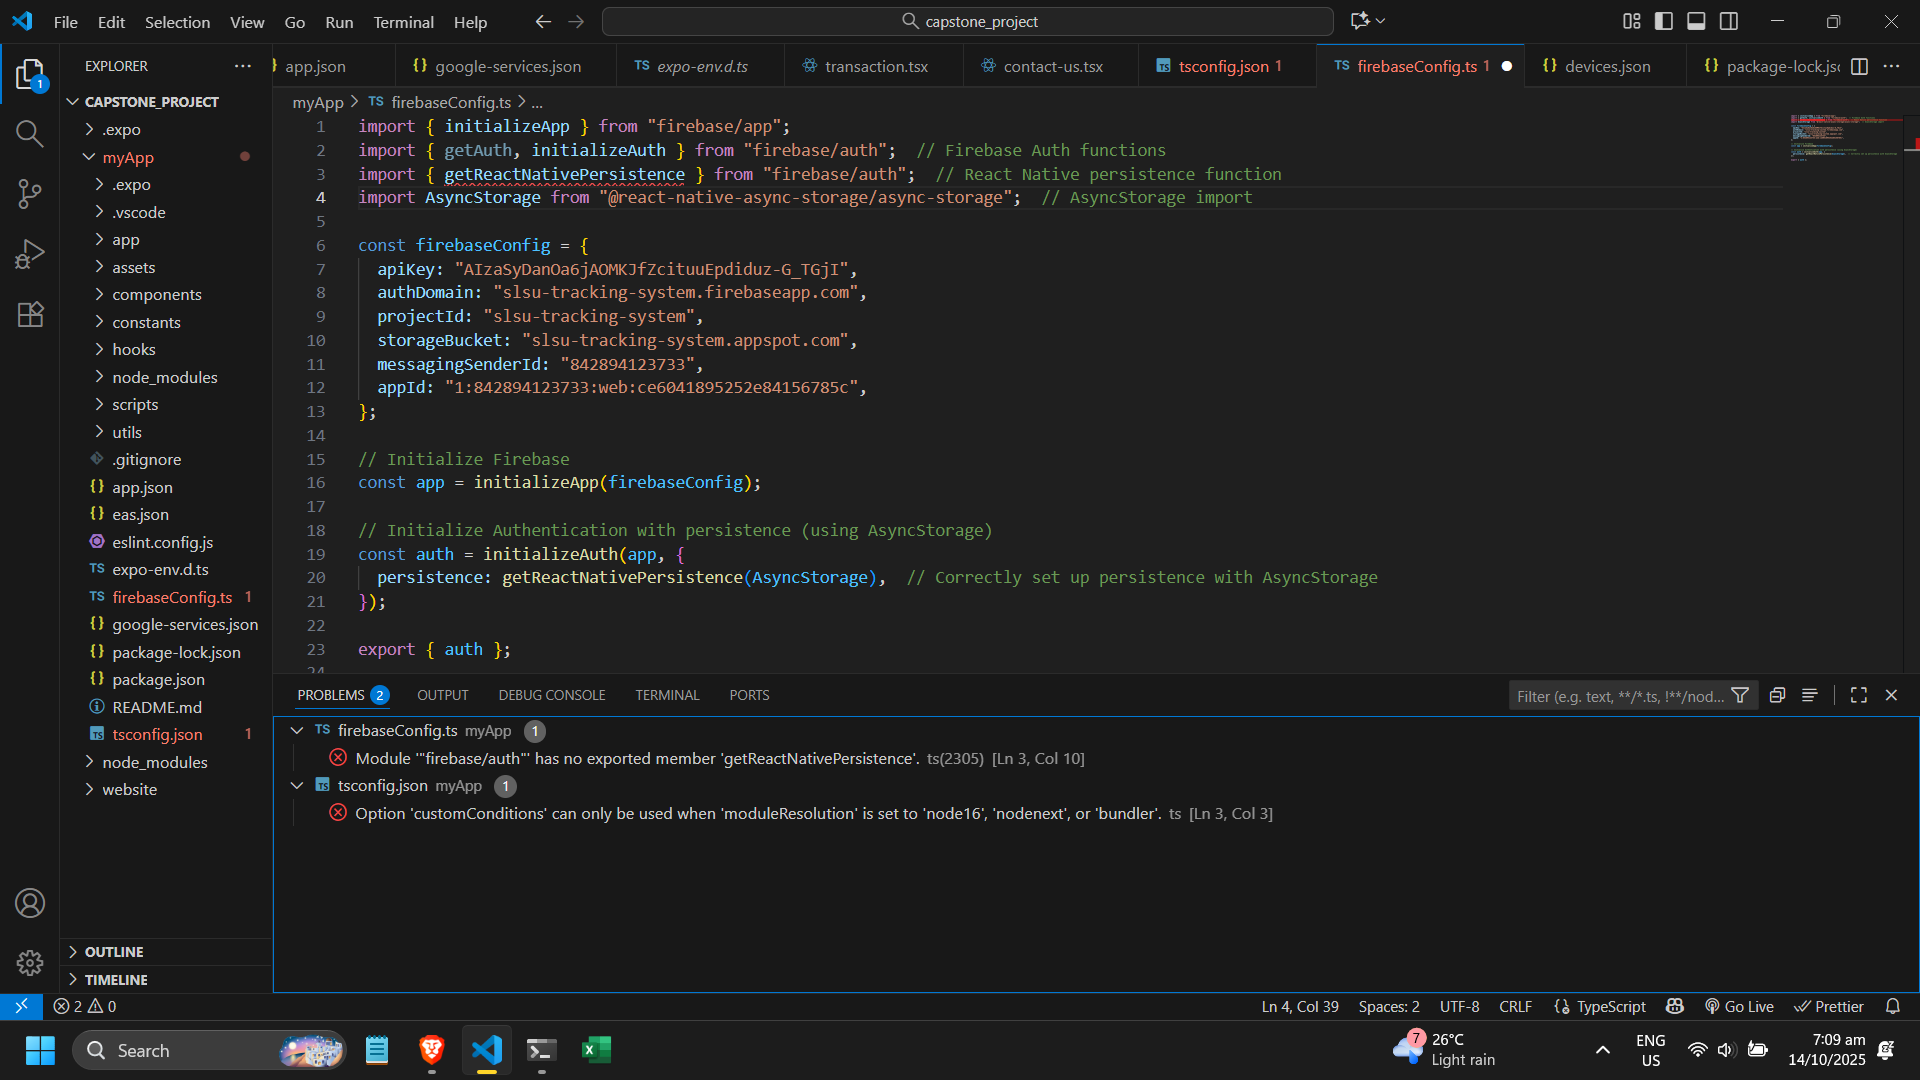 File Edit Selection View Go Run Terminal Help
capstone_project
EXPLORER
app.json
google-services.json
TS expo-env.d.ts
transaction.tsx
contact-us.tsx
TS tsconfig.json 1
TS firebaseConfig.ts 1
devices.json
package-lock.jsc
1
CAPSTONE_PROJECT
.expo
myApp
.expo
.vscode
app
assets
components
constants
hooks
node_modules
scripts
utils
.gitignore
app.json
eas.json
eslint.config.js
TS expo-env.d.ts
TS firebaseConfig.ts 1
google-services.json
package-lock.json
package.json
README.md
TS tsconfig.json 1
node_modules
website
OUTLINE
TIMELINE
myApp > TS firebaseConfig.ts > ...
1 import { initializeApp } from "firebase/app";
2 import { getAuth, initializeAuth } from "firebase/auth";  // Firebase Auth functions
3 import { getReactNativePersistence } from "firebase/auth";  // React Native persistence function
4 import AsyncStorage from "@react-native-async-storage/async-storage";  // AsyncStorage import
5
6 const firebaseConfig = {
7 apiKey: "AIzaSyDanOa6jAOMKJfZcituuEpdiduz-G_TGjI",
8 authDomain: "slsu-tracking-system.firebaseapp.com",
9 projectId: "slsu-tracking-system",
10 storageBucket: "slsu-tracking-system.appspot.com",
11 messagingSenderId: "842894123733",
12 appId: "1:842894123733:web:ce6041895252e84156785c",
13 };
14
15 // Initialize Firebase
16 const app = initializeApp(firebaseConfig);
17
18 // Initialize Authentication with persistence (using AsyncStorage)
19 const auth = initializeAuth(app, {
20 persistence: getReactNativePersistence(AsyncStorage),  // Correctly set up persistence with AsyncStorage
21 });
22
23 export { auth };
24
PROBLEMS 2 OUTPUT DEBUG CONSOLE TERMINAL PORTS
Filter (e.g. text, **/*.ts, !**/nod...
TS firebaseConfig.ts myApp 1
Module '"firebase/auth"' has no exported member 'getReactNativePersistence'. ts(2305) [Ln 3, Col 10]
TS tsconfig.json myApp 1
Option 'customConditions' can only be used when 'moduleResolution' is set to 'node16', 'nodenext', or 'bundler'. ts [Ln 3, Col 3]
2 0
Ln 4, Col 39 Spaces: 2 UTF-8 CRLF {} TypeScript Go Live Prettier
Search
7
26°C
Light rain
ENG
US
7:09 am
14/10/2025